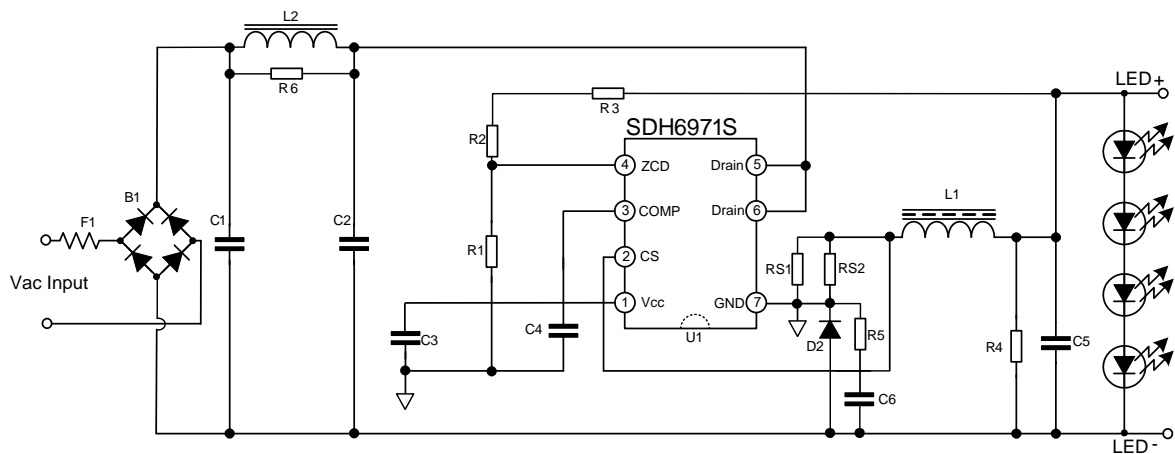 L2
R6
LED+
R3
SDH6971S
R2
4
ZCD
Drain
5
B1
F1
C1
C2
3
COMP
Drain
6
L1
R1
2
CS
RS1
RS2
Vac Input
1
Vcc
GND
7
C3
C4
U1
D2
R5
R4
C5
C6
LED-